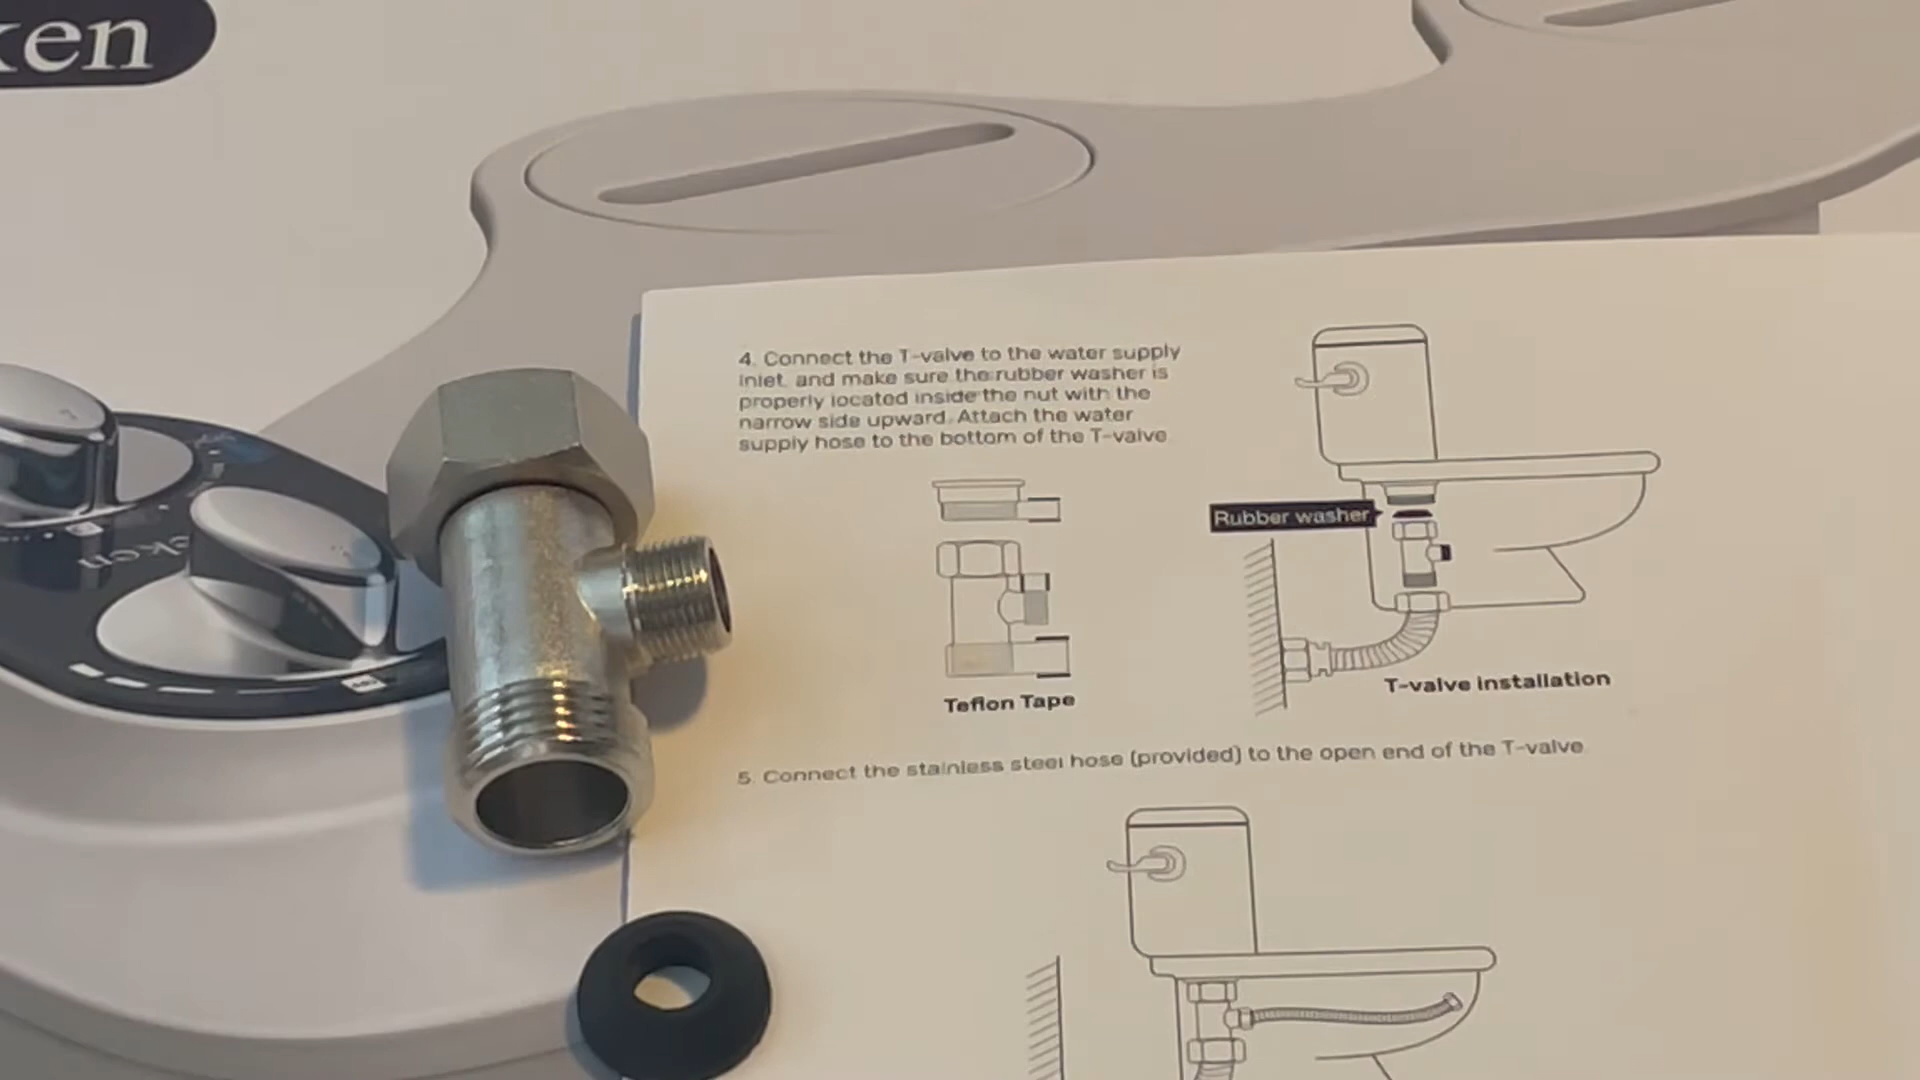 ken
4. Connect the T-valve to the water supply
inlet, and make sure the rubber washer is
properly located inside the nut with the
narrow side upward. Attach the water
supply hose to the bottom of the T-valve
Rubber washer
T-valve installation
Teflon Tape
5. Connect the stainless steel hose (provided) to the open end of the T-valve